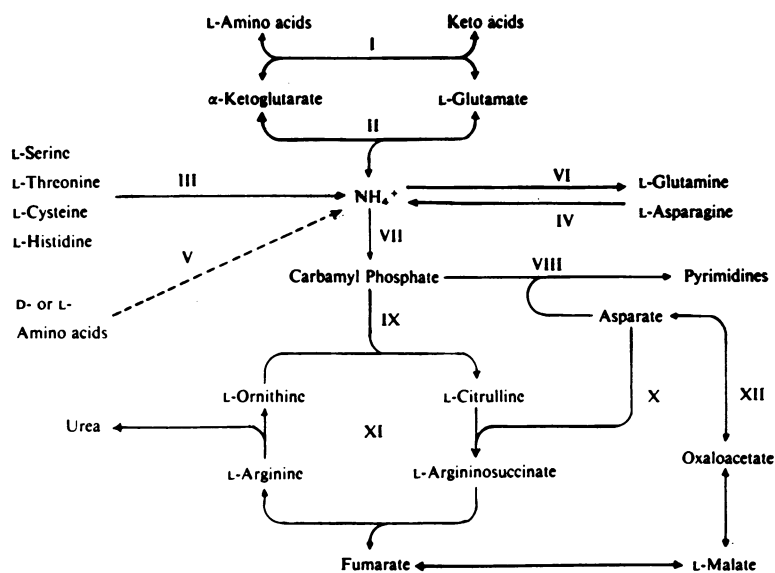 L-Amino acids
Keto acids
I
α-Ketoglutarate
L-Glutamate
II
L-Serine
L-Threonine
III
L-Cysteine
L-Histidine
NH₄⁺
VI
L-Glutamine
IV
L-Asparagine
V
VII
D- or L-
Amino acids
Carbamyl Phosphate
VIII
Pyrimidines
Asparate
IX
L-Ornithine
L-Citrulline
X
XII
Urea
XI
Oxaloacetate
L-Arginine
L-Argininosuccinate
Fumarate
L-Malate